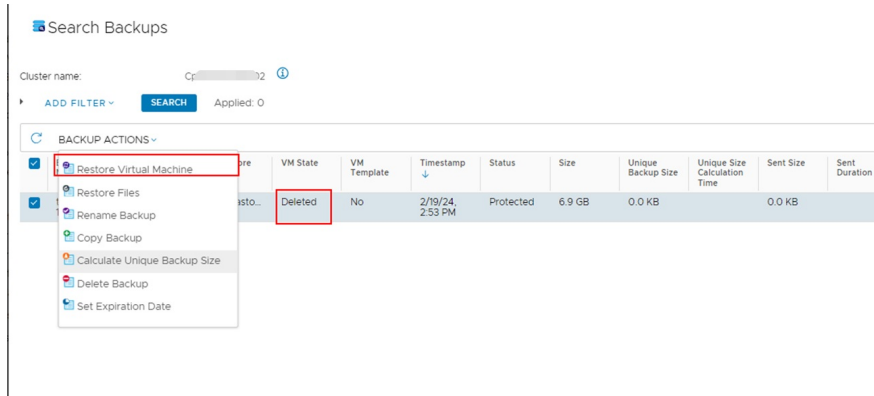 Search Backups
Cluster name:
ADD FILTER
SEARCH
Applied: 0
BACKUP ACTIONS
VM State
VM Template
Timestamp
Status
Size
Unique Backup Size
Unique Size Calculation Time
Sent Size
Sent Duration
Deleted
No
2/19/24, 2:53 PM
Protected
6.9 GB
0.0 KB
0.0 KB
Restore Virtual Machine
Restore Files
Rename Backup
Copy Backup
Calculate Unique Backup Size
Delete Backup
Set Expiration Date